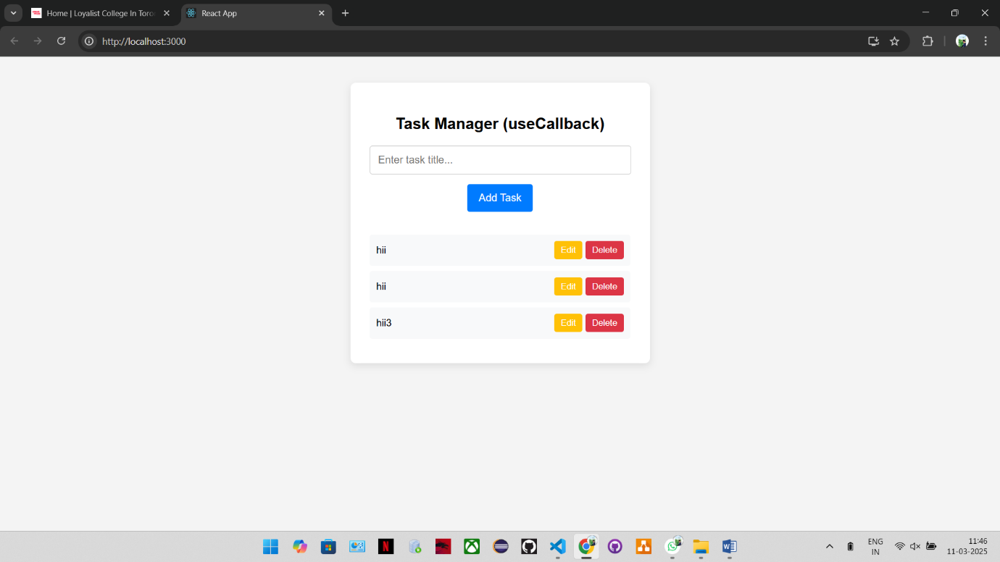 Home | Loyalist College In Toro
React App
http://localhost:3000
Task Manager (useCallback)
Enter task title...
Add Task
hii
Edit
Delete
hii
Edit
Delete
hii3
Edit
Delete
ENG
IN
11:46
11-03-2025